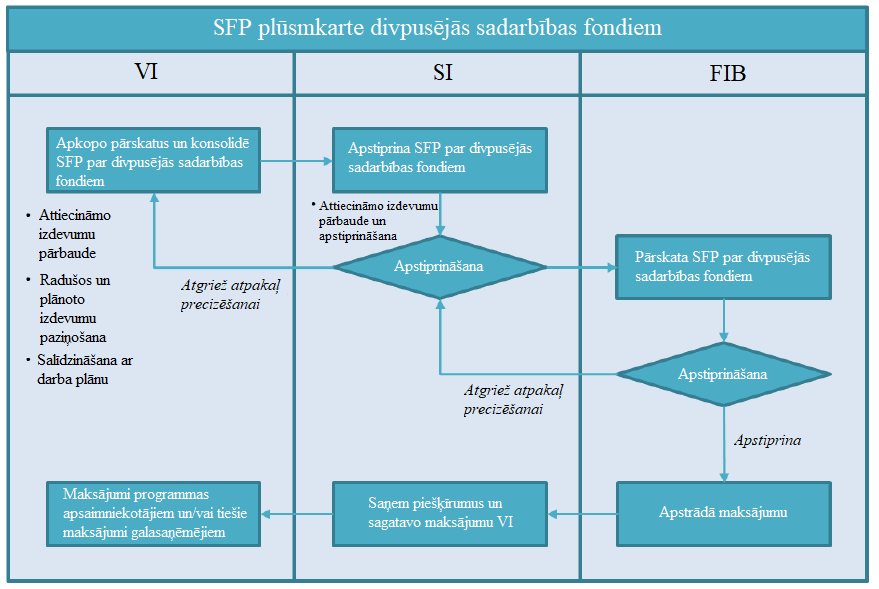 SFP plūsmkarte divpusējās sadarbības fondiem
VI
SI
FIB
Apkopo pārskatus un konsolidē
SFP par divpusējās sadarbības
fondiem
• Attiecināmo
izdevumu
pārbaude
• Radušos un
plānoto
izdevumu
paziņošana
• Salīdzināšana ar
darba plānu
Apstiprina SFP par divpusējās
sadarbības fondiem
• Attiecināmo izdevumu
pārbaude un
apstiprināšana
Apstiprināšana
Atgriež atpakaļ
precizēšanai
Pārskata SFP par divpusējās
sadarbības fondiem
Apstiprināšana
Atgriež atpakaļ
precizēšanai
Apstiprina
Maksājumi programmas
apsaimniekotājiem un/vai tiešie
maksājumi galasaņēmējiem
Saņem piešķīrumus un
sagatavo maksājumu VI
Apstrādā maksājumu